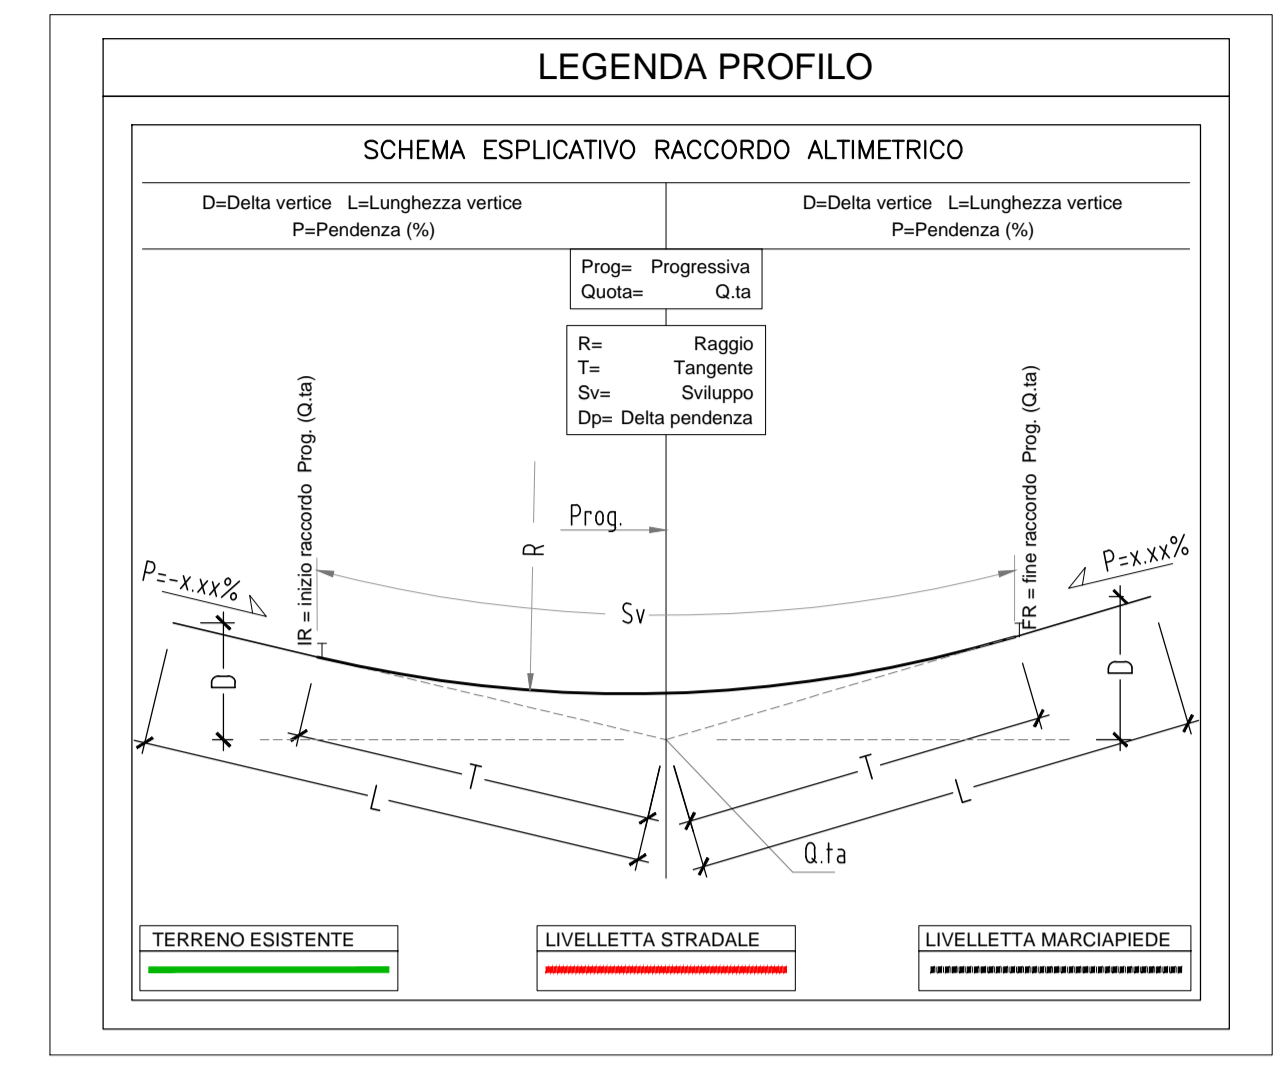 LEGENDA PROFILO
SCHEMA ESPLICATIVO RACCORDO ALTIMETRICO
D=Delta vertice L=Lunghezza vertice
P=Pendenza (%)
D=Delta vertice L=Lunghezza vertice
P=Pendenza (%)
Prog= Progressiva
Quota= Q.ta
R= Raggio
T= Tangente
Sv= Sviluppo
Dp= Delta pendenza
IR = inizio raccordo Prog. (Q.ta)
FR = fine raccordo Prog. (Q.ta)
Prog.
R
P=-x.xx%
P=x.xx%
Sv
D
D
T
T
L
L
Q.ta
TERRENO ESISTENTE
LIVELLETTA STRADALE
LIVELLETTA MARCIAPIEDE